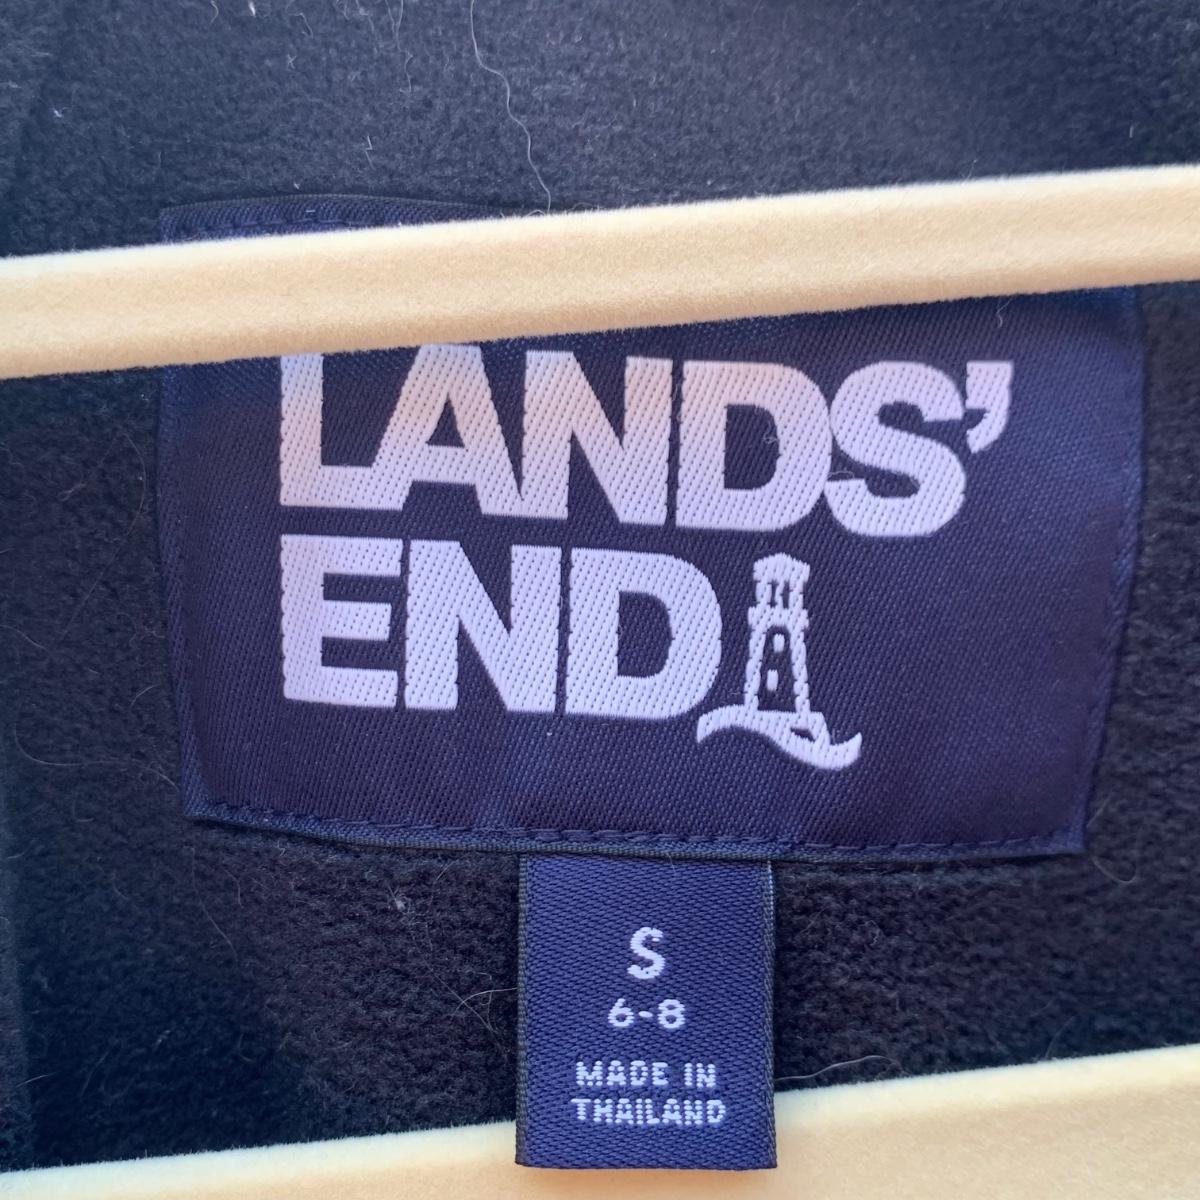 LANDS'
END
S
6-8
MADE IN
THAILAND